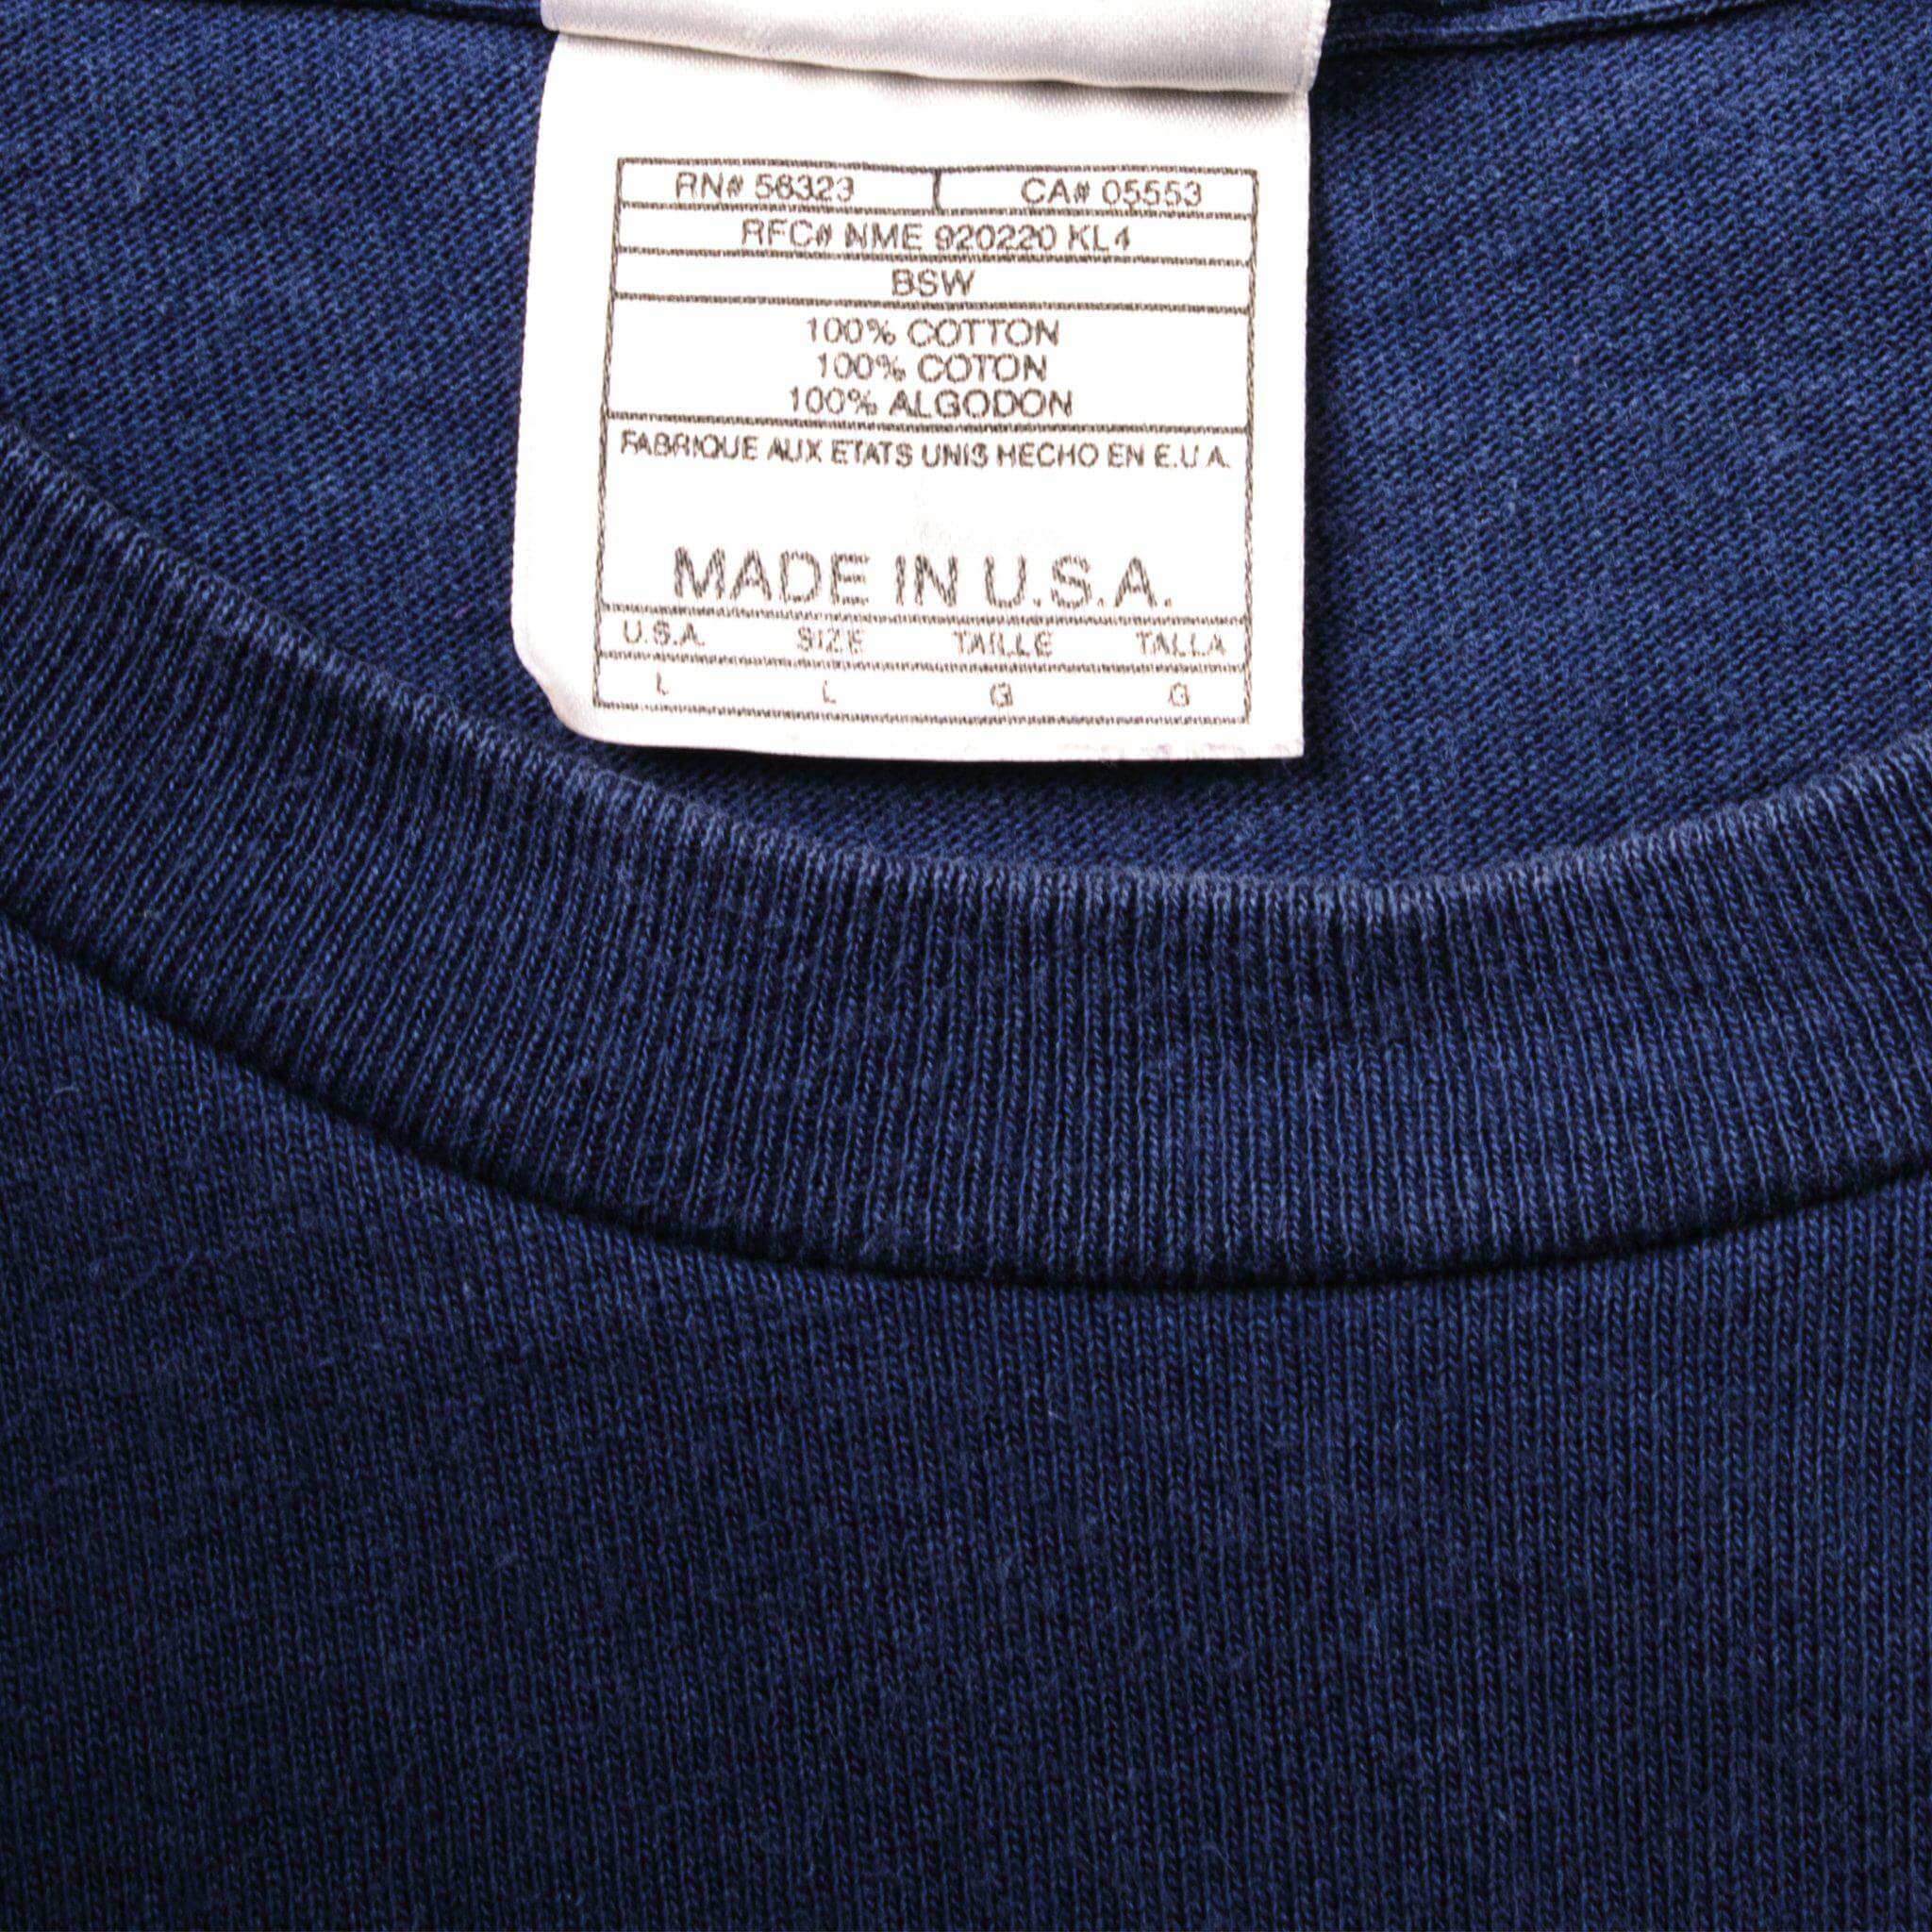 RN# 56323 CA# 05553
RFC# NME 920220 KL4
BSW
100% COTTON
100% COTON
100% ALGODON
FABRIQUE AUX ETATS UNIS HECHO EN E.U.A.
MADE IN U.S.A.
U.S.A. SIZE TAILLE TALLA
L L G G